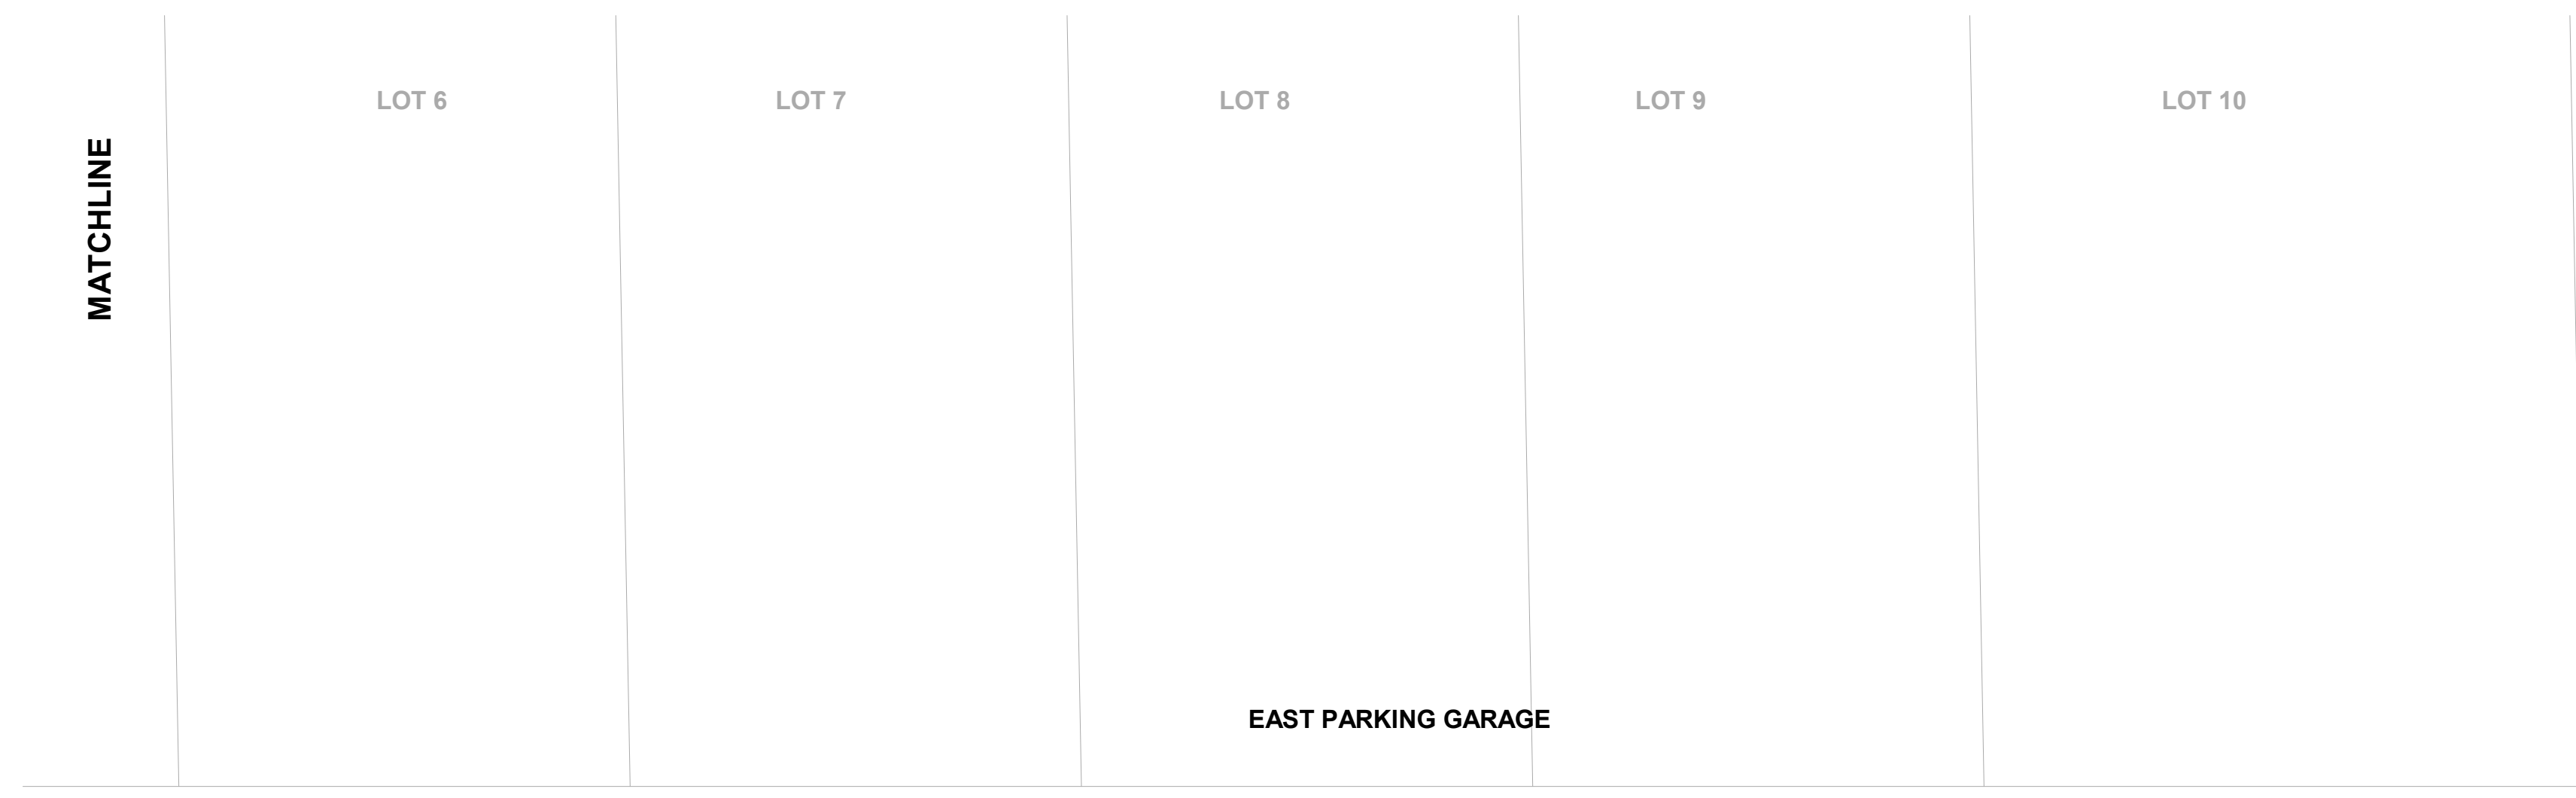 LOT 6
LOT 7
LOT 8
LOT 9
LOT 10
MATCHLINE
EAST PARKING GARAGE